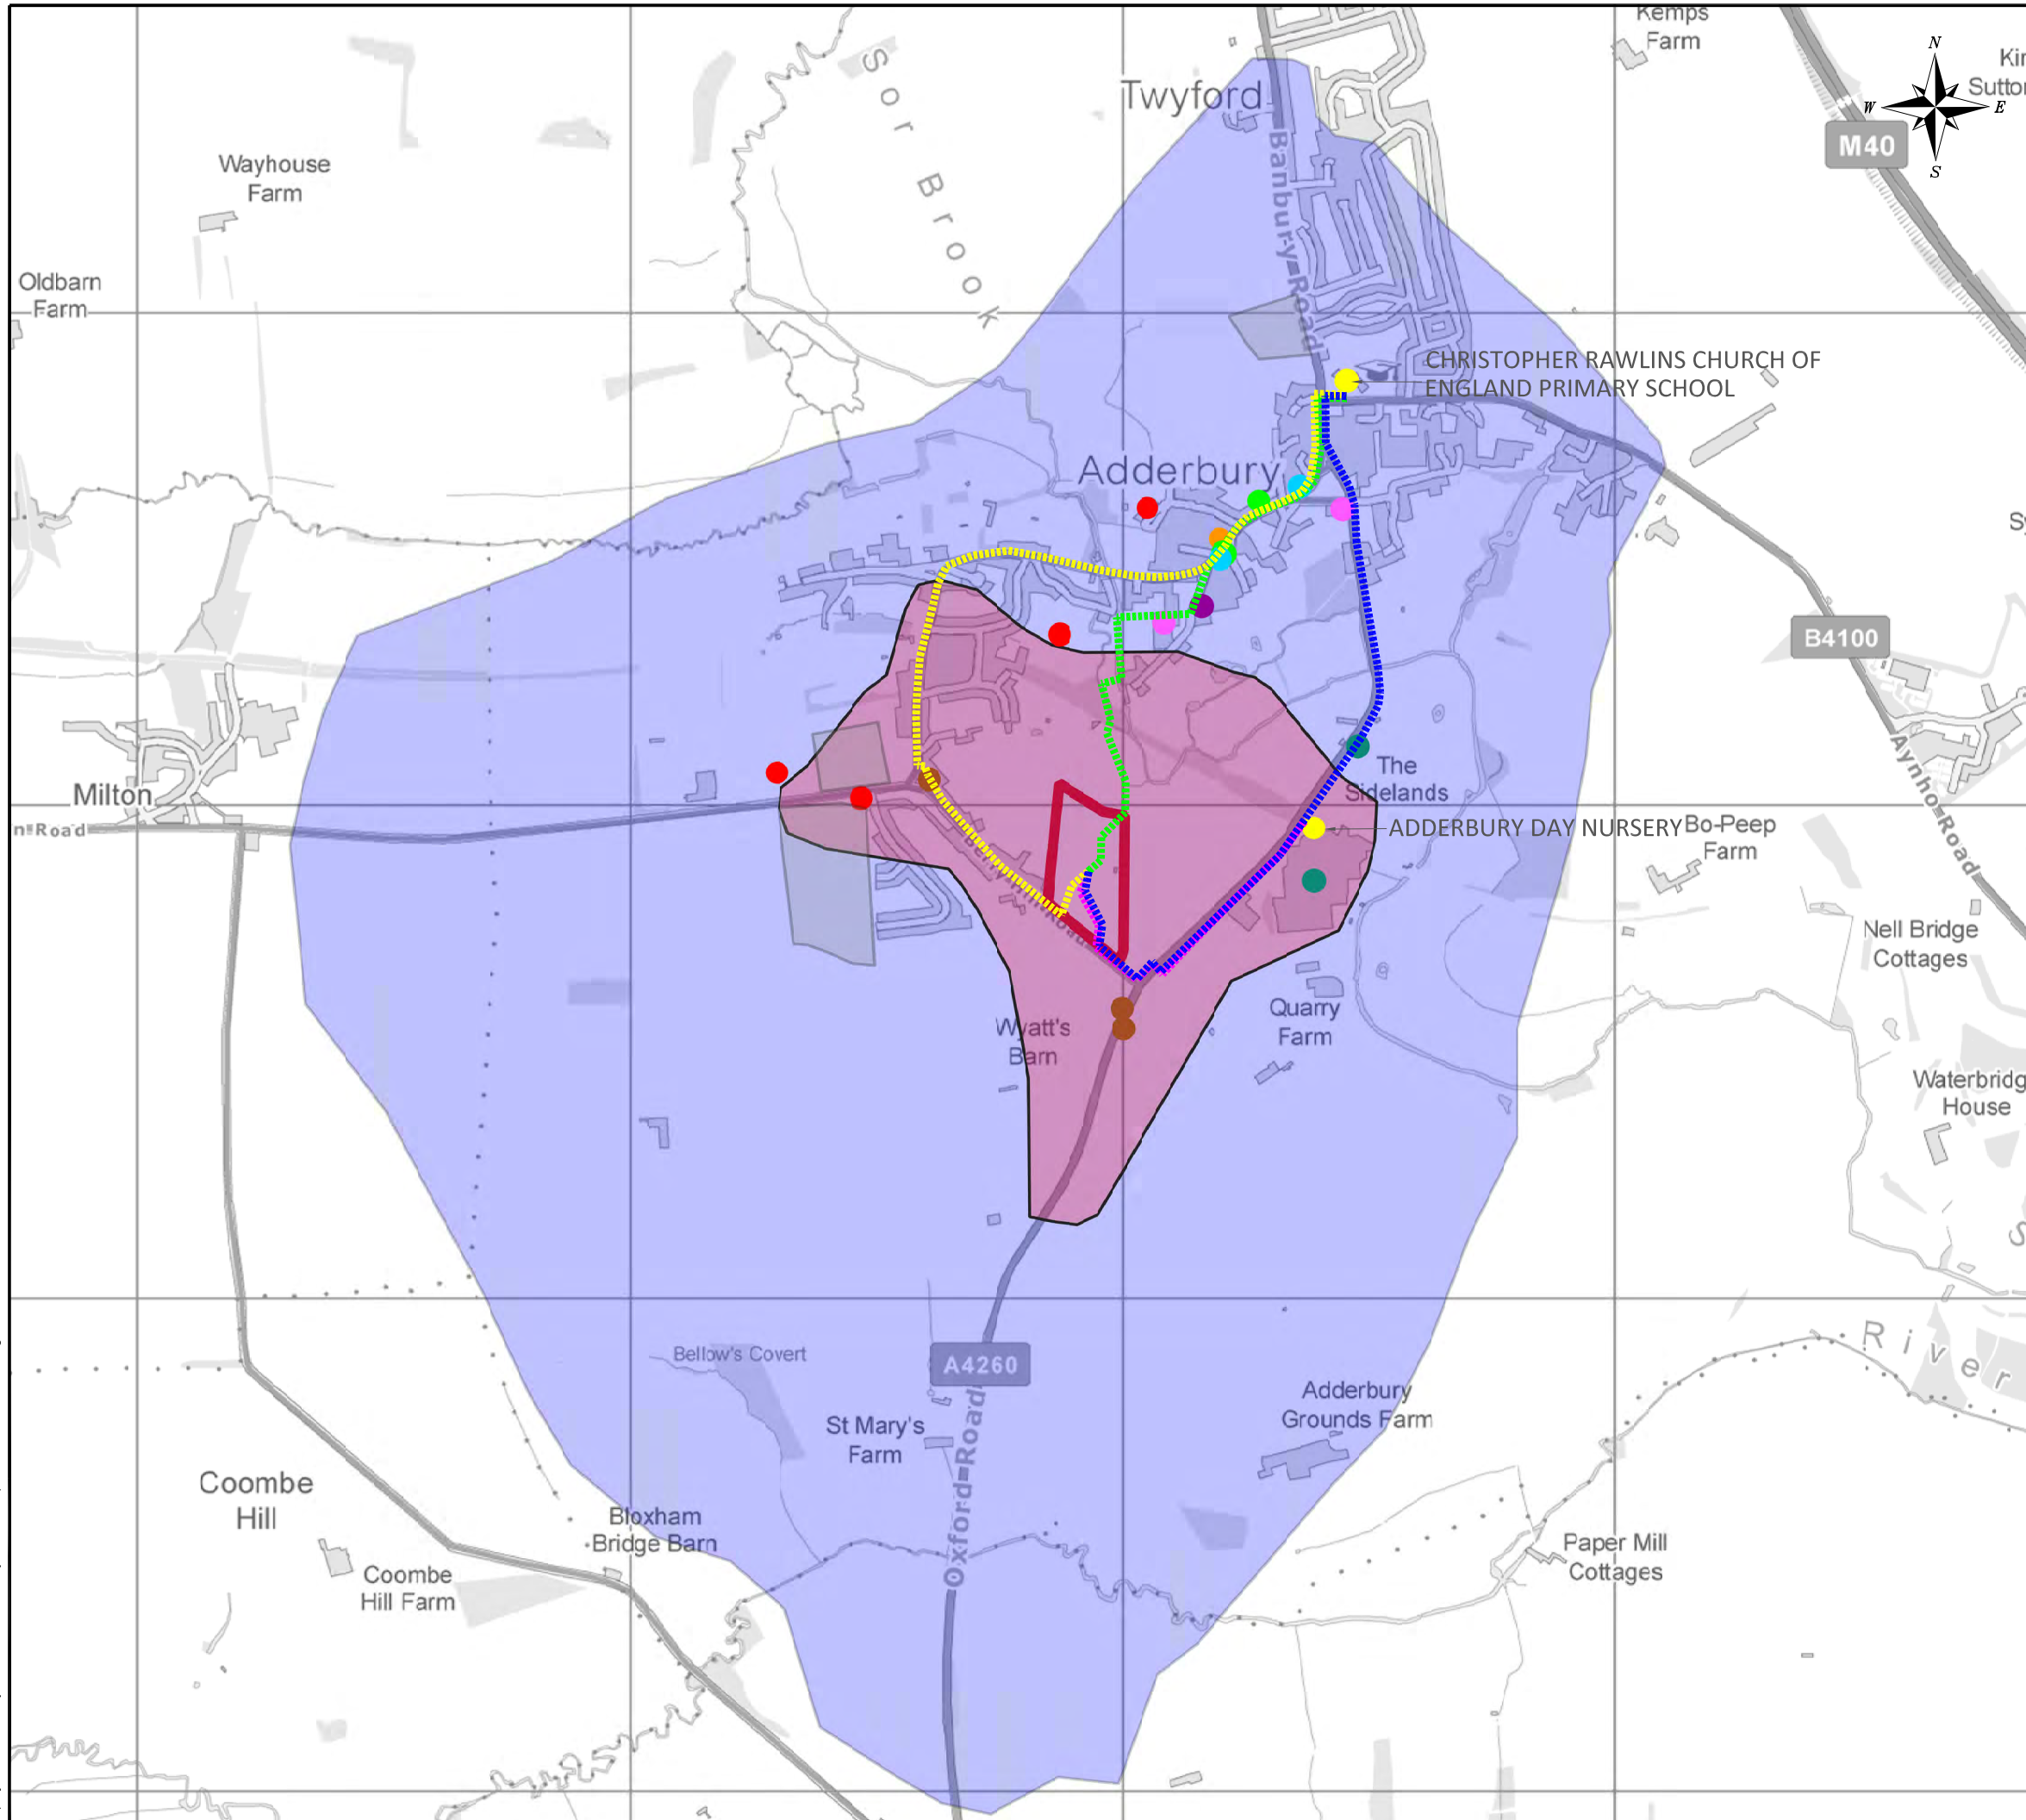 Kemps
Farm
N
W
E
S
Twyford
Sor Brook
M40
Banbury Road
Wayhouse
Farm
Oldbarn
Farm
CHRISTOPHER RAWLINS CHURCH OF
ENGLAND PRIMARY SCHOOL
Adderbury
B4100
Aynho Road
The
Sidelands
Milton
n Road
ADDERBURY DAY NURSERY
Bo-Peep
Farm
Nell Bridge
Cottages
Quarry
Farm
Wyatt's
Barn
Waterbridg
House
Bellow's Covert
A4260
Oxford Road
River
Adderbury
Grounds Farm
St Mary's
Farm
Coombe
Hill
Bloxham
Bridge Barn
Paper Mill
Cottages
Coombe
Hill Farm